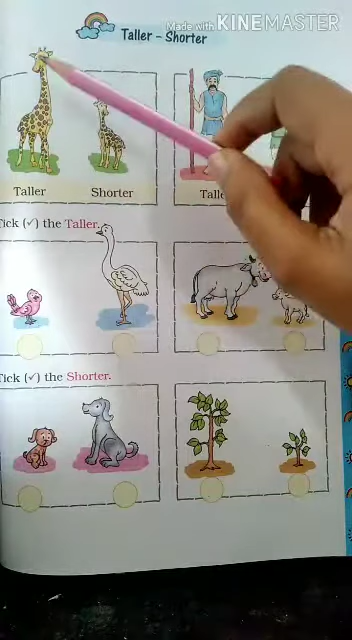 Made with KINEMASTER
Taller – Shorter
Taller Shorter
Tick (✓) the Taller.
Tick (✓) the Shorter.